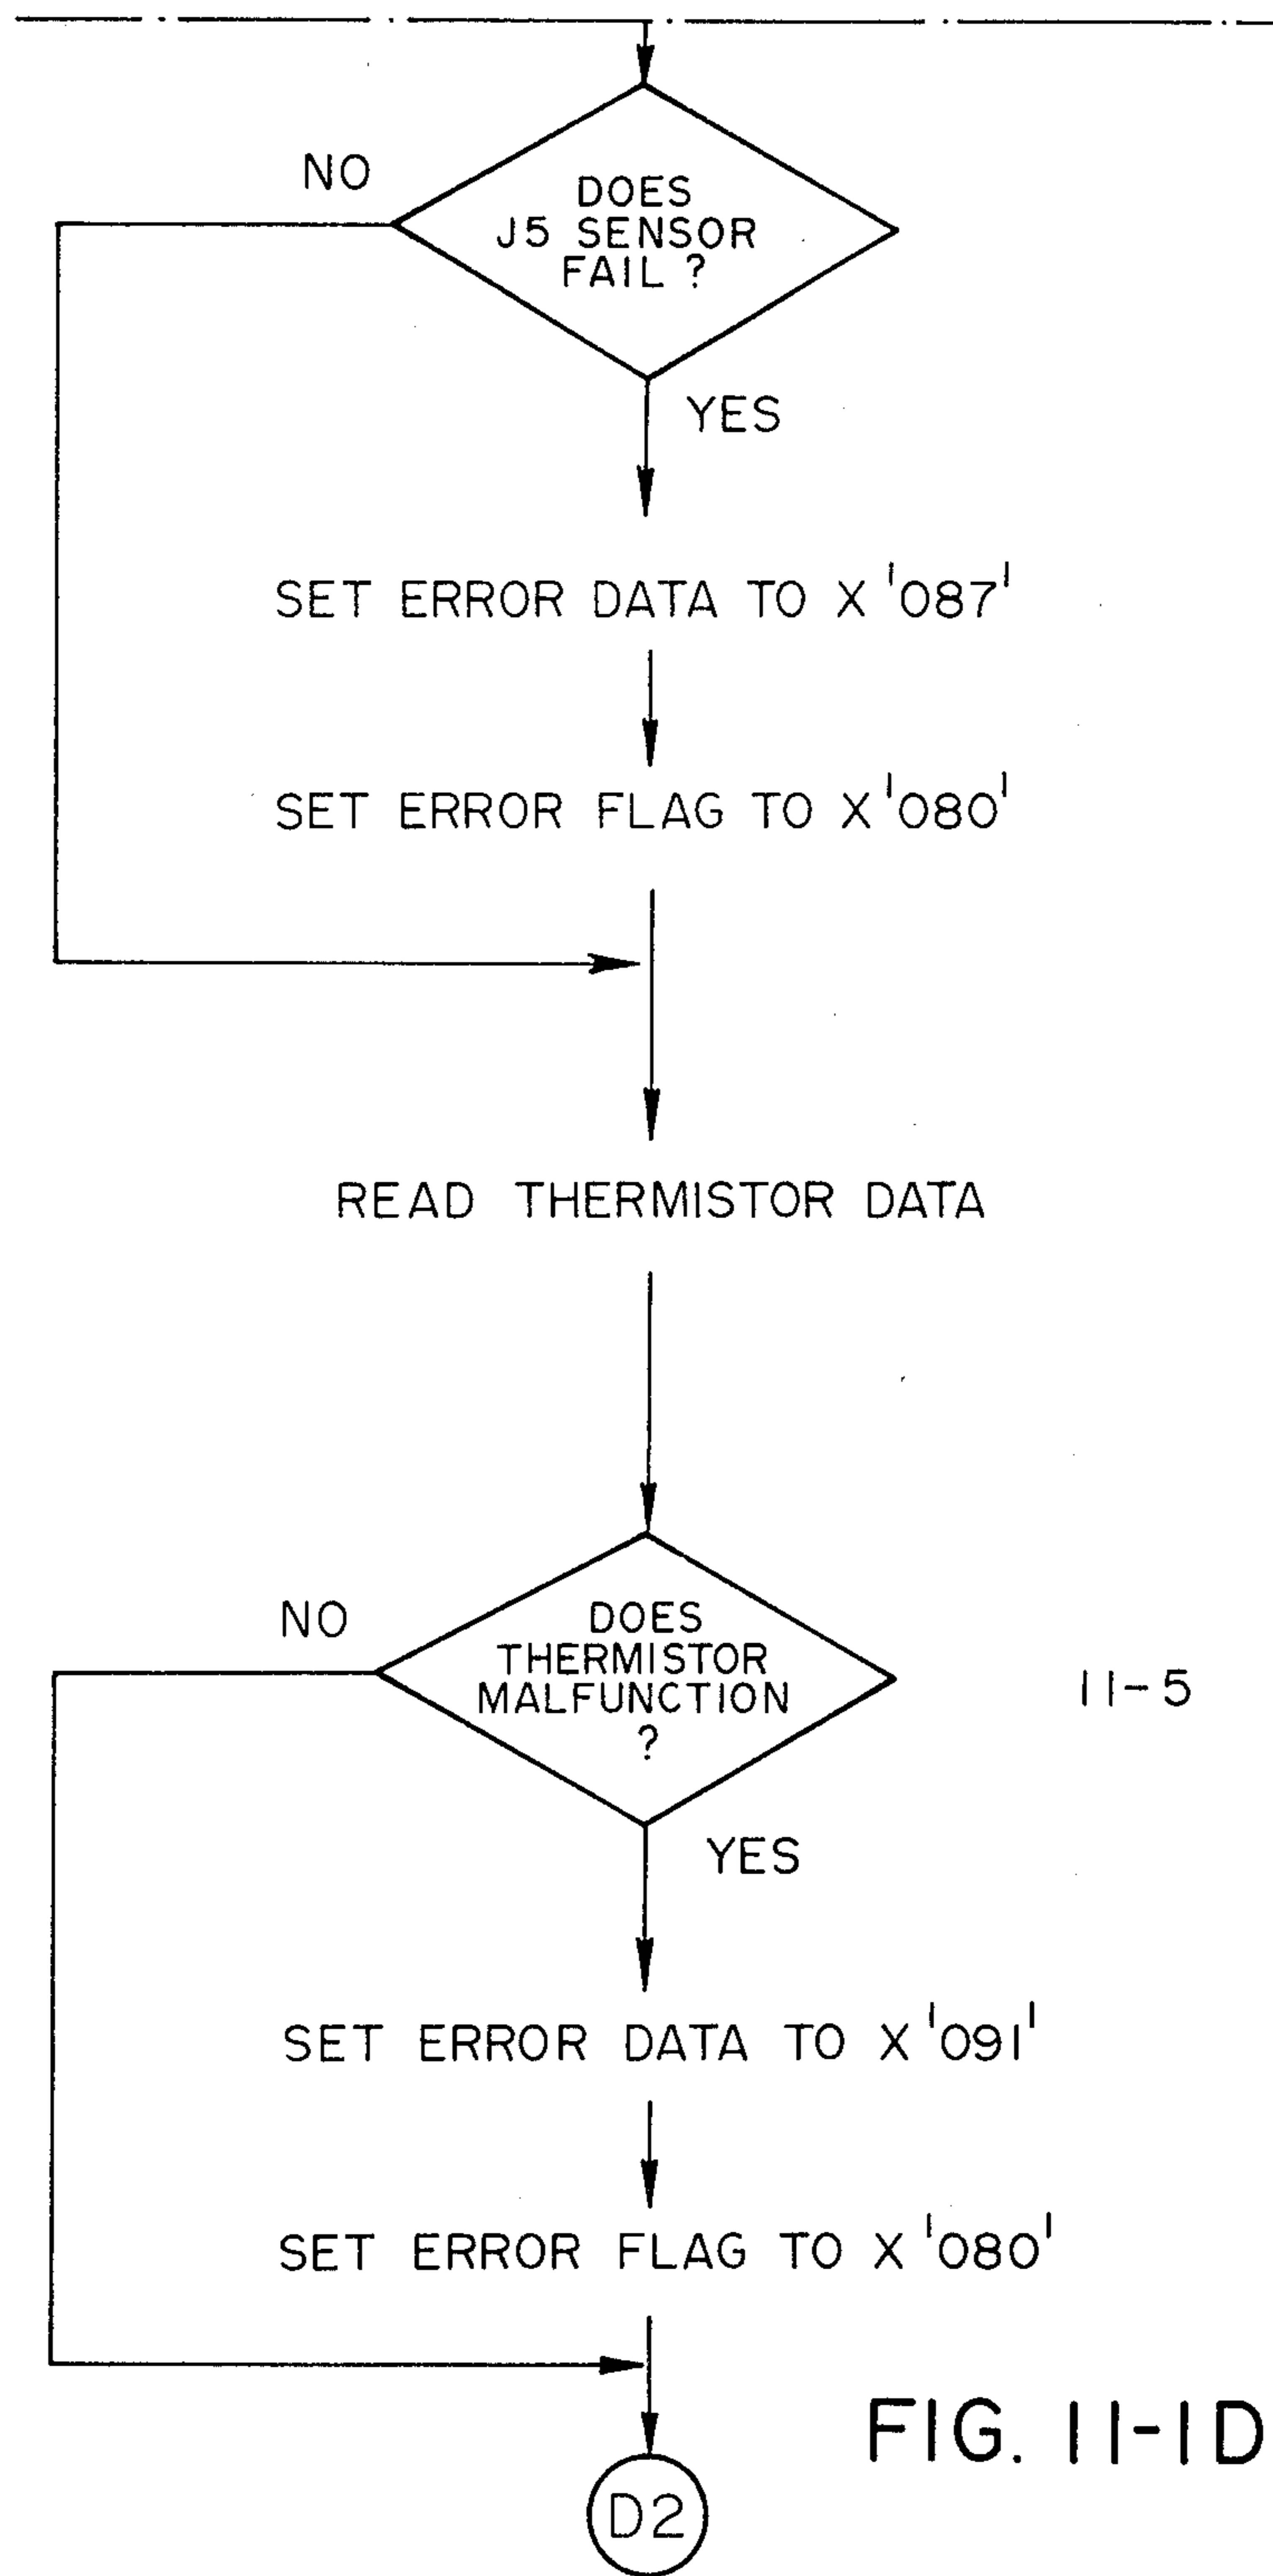 NO
DOES
J5 SENSOR
FAIL ?
YES
SET ERROR DATA TO X'087'
SET ERROR FLAG TO X'080'
READ THERMISTOR DATA
NO
DOES
THERMISTOR
MALFUNCTION
?
11-5
YES
SET ERROR DATA TO X'091'
SET ERROR FLAG TO X'080'
FIG. 11-1D
D2